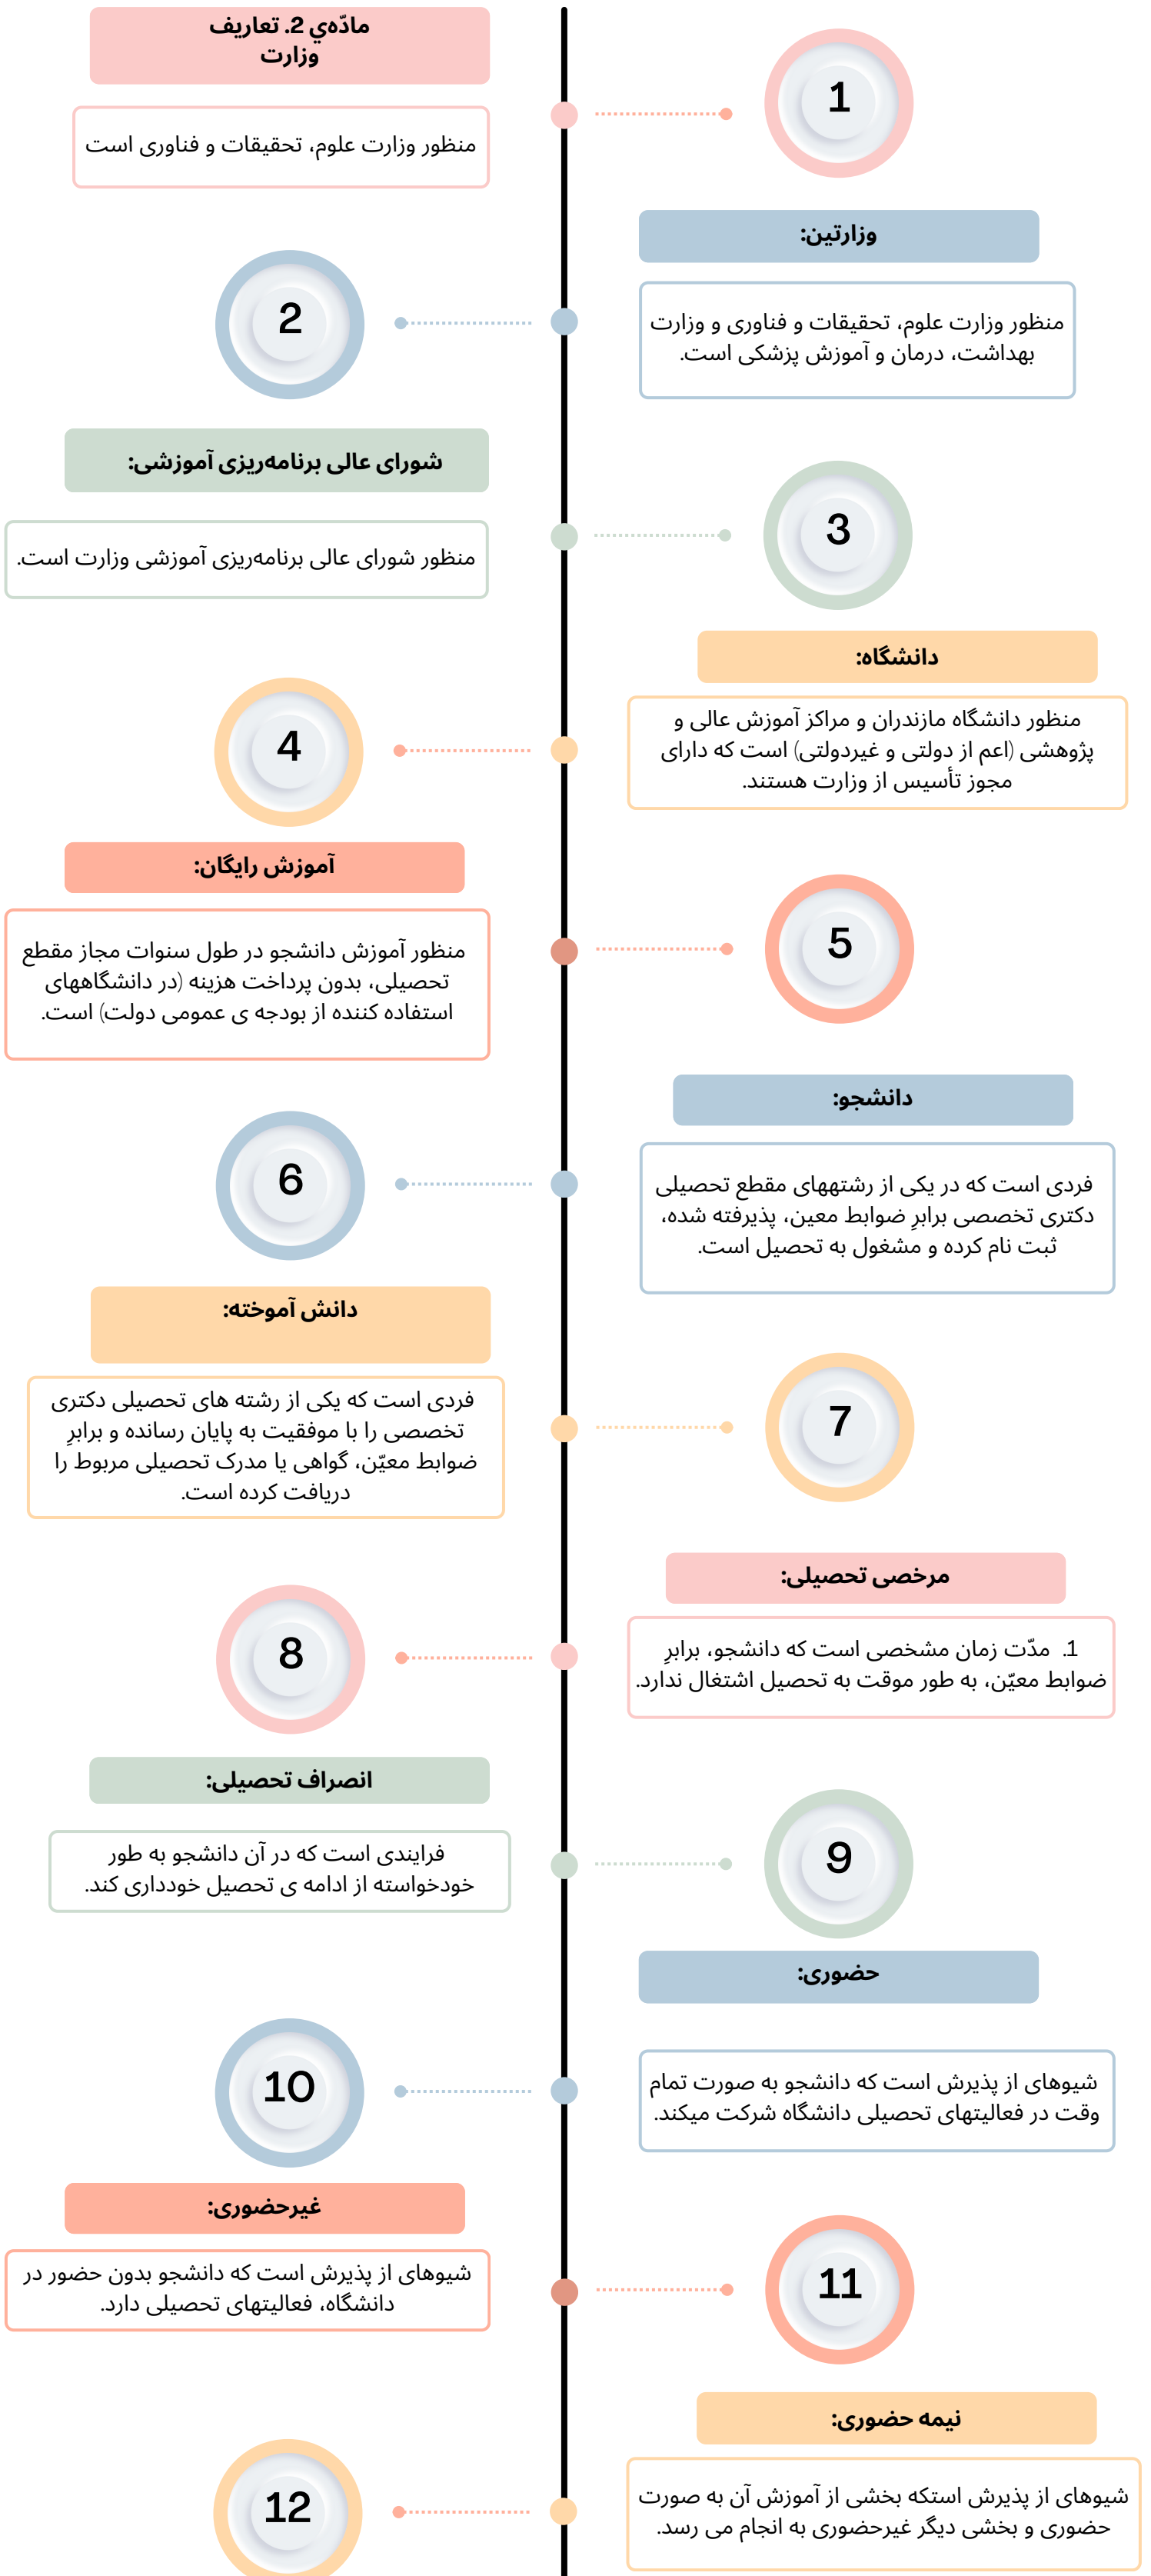 مادّه‌ي 2. تعاریف
وزارت
منظور وزارت علوم، تحقیقات و فناوری است
1
وزارتین:
منظور وزارت علوم، تحقیقات و فناوری و وزارت
بهداشت، درمان و آموزش پزشکی است.
2
شورای عالی برنامه‌ریزی آموزشی:
منظور شورای عالی برنامه‌ریزی آموزشی وزارت است.
3
دانشگاه:
منظور دانشگاه مازندران و مراکز آموزش عالی و
پژوهشی (اعم از دولتی و غیردولتی) است که دارای
مجوز تأسیس از وزارت هستند.
4
آموزش رایگان:
منظور آموزش دانشجو در طول سنوات مجاز مقطع
تحصیلی، بدون پرداخت هزینه (در دانشگاههای
استفاده کننده از بودجه ی عمومی دولت) است.
5
دانشجو:
فردی است که در یکی از رشتههای مقطع تحصیلی
دکتری تخصصی برابرِ ضوابط معین، پذیرفته شده،
ثبت نام کرده و مشغول به تحصیل است.
6
دانش آموخته:
فردی است که یکی از رشته های تحصیلی دکتری
تخصصی را با موفقیت به پایان رسانده و برابرِ
ضوابط معیّن، گواهی یا مدرک تحصیلی مربوط را
دریافت کرده است.
7
مرخصی تحصیلی:
1. مدّت زمان مشخصی است که دانشجو، برابرِ
ضوابط معیّن، به طور موقت به تحصیل اشتغال ندارد.
8
انصراف تحصیلی:
فرایندی است که در آن دانشجو به طور
خودخواسته از ادامه ی تحصیل خودداری کند.
9
حضوری:
شیوهای از پذیرش است که دانشجو به صورت تمام
وقت در فعالیتهای تحصیلی دانشگاه شرکت میکند.
10
غیرحضوری:
شیوهای از پذیرش است که دانشجو بدون حضور در
دانشگاه، فعالیتهای تحصیلی دارد.
11
نیمه حضوری:
شیوهای از پذیرش استکه بخشی از آموزش آن به صورت
حضوری و بخشی دیگر غیرحضوری به انجام می رسد.
12